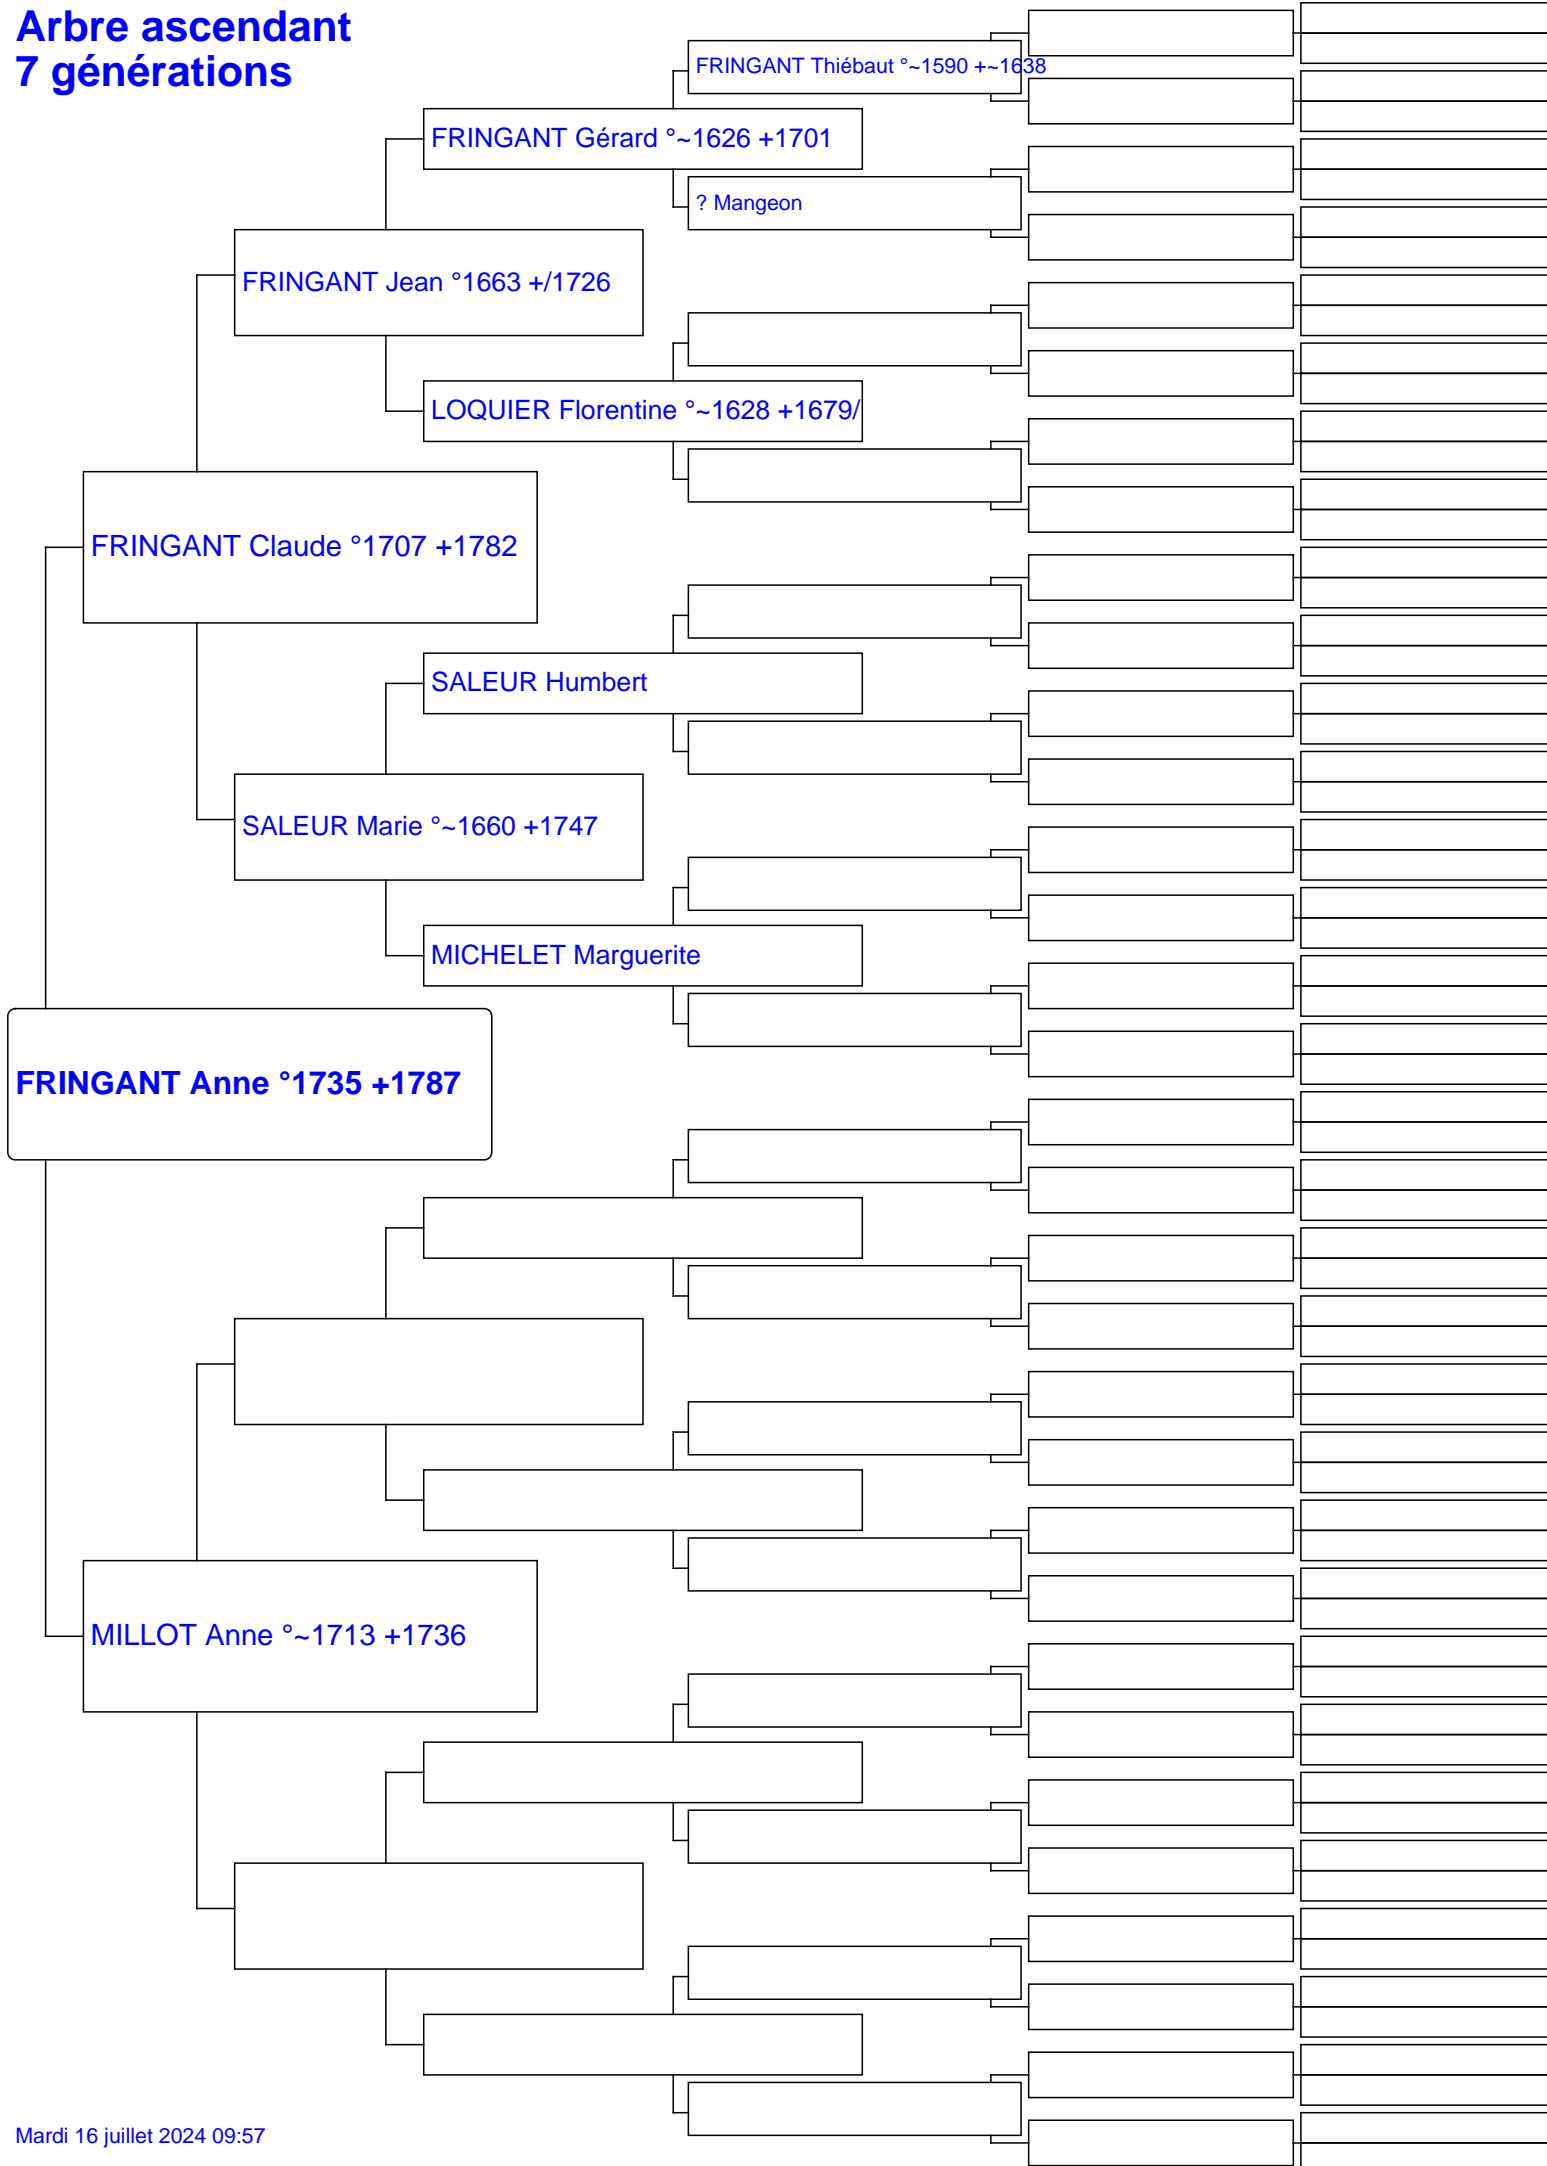 Arbre ascendant
7 générations
FRINGANT Thiébaut °~1590 +~1638
FRINGANT Gérard °~1626 +1701
? Mangeon
FRINGANT Jean °1663 +/1726
LOQUIER Florentine °~1628 +1679/
FRINGANT Claude °1707 +1782
SALEUR Humbert
SALEUR Marie °~1660 +1747
MICHELET Marguerite
FRINGANT Anne °1735 +1787
MILLOT Anne °~1713 +1736
Mardi 16 juillet 2024 09:57